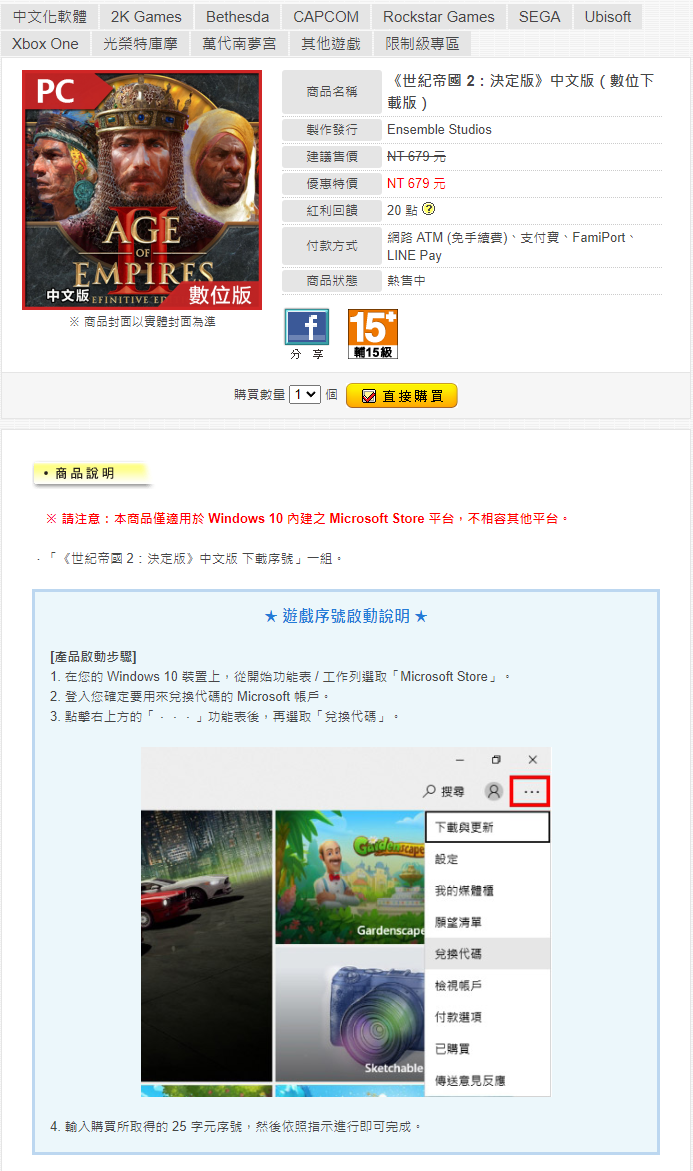 中文化軟體 2K Games Bethesda CAPCOM Rockstar Games SEGA Ubisoft
Xbox One 光榮特庫摩 萬代南夢宮 其他遊戲 限制級專區
PC
AGE
OF
EMPIRES
II
DEFINITIVE ED
中文版
數位版
※ 商品封面以實體封面為準
商品名稱 《世紀帝國 2：決定版》中文版 ( 數位下
載版 )
製作發行 Ensemble Studios
建議售價 NT 679 元
優惠特價 NT 679 元
紅利回饋 20 點 ?
付款方式 網路 ATM (免手續費)、支付寶、FamiPort、
LINE Pay
商品狀態 熱售中
f
分 享
15+
輔15級
購買數量 1 個 直接購買
• 商品說明
※ 請注意：本商品僅適用於 Windows 10 內建之 Microsoft Store 平台，不相容其他平台。
．「《世紀帝國 2：決定版》中文版 下載序號」一組。
★ 遊戲序號啟動說明 ★
[產品啟動步驟]
1. 在您的 Windows 10 裝置上，從開始功能表 / 工作列選取「Microsoft Store」。
2. 登入您確定要用來兌換代碼的 Microsoft 帳戶。
3. 點擊右上方的「．．．」功能表後，再選取「兌換代碼」。
搜尋 ...
下載與更新
設定
我的媒體櫃
願望清單
兌換代碼
檢視帳戶
付款選項
已購買
傳送意見反應
Gardenscape
Gardenscape
Sketchable
4. 輸入購買所取得的 25 字元序號，然後依照指示進行即可完成。